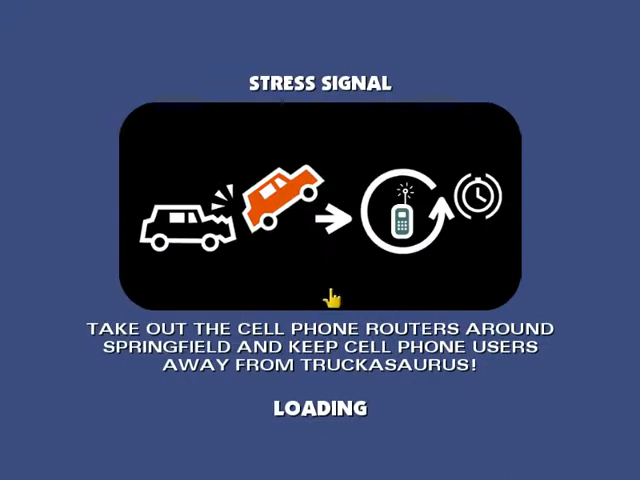 STRESS SIGNAL
TAKE OUT THE CELL PHONE ROUTERS AROUND
SPRINGFIELD AND KEEP CELL PHONE USERS
AWAY FROM TRUCKASAURUS!
LOADING